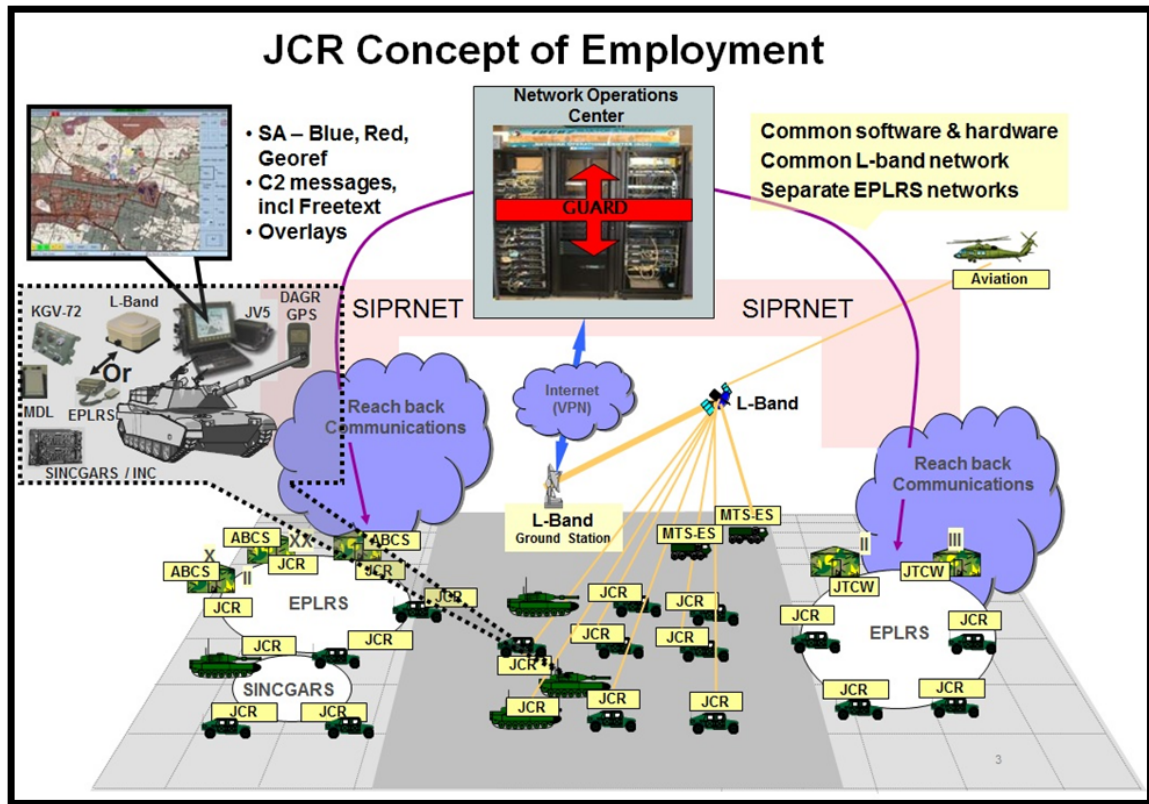 JCR Concept of Employment
• SA – Blue, Red,
Georef
• C2 messages,
incl Freetext
• Overlays
Network Operations
Center
GUARD
Common software & hardware
Common L-band network
Separate EPLRS networks
Aviation
SIPRNET
SIPRNET
KGV-72
L-Band
JV5
DAGR
GPS
Or
MDL
EPLRS
SINCGARS / INC
Reach back
Communications
Internet
(VPN)
L-Band
L-Band
Ground Station
Reach back
Communications
MTS-ES
MTS-ES
ABCS
XX
ABCS
X
ABCS
II
JCR
JCR
JCR
EPLRS
JCR
JCR
JCR
SINCGARS
JCR
JCR
JCR
JCR
JCR
JCR
JCR
JCR
JCR
JCR
JCR
II
III
JTCW
JTCW
JCR
EPLRS
JCR
JCR
JCR
3